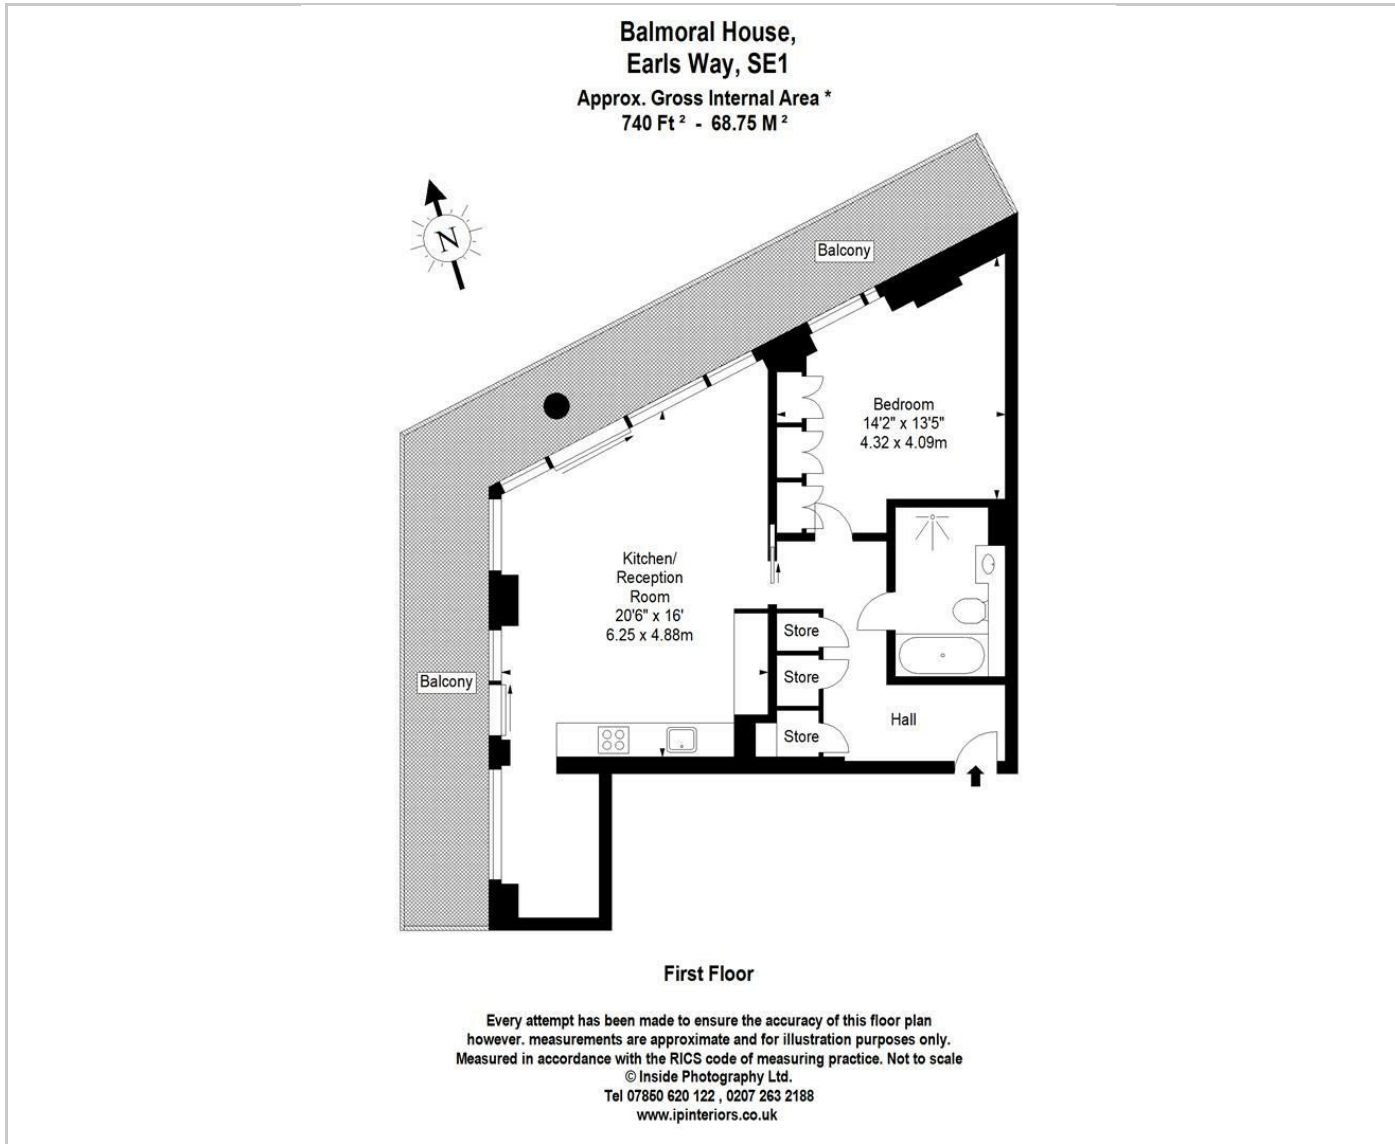 Balmoral House,
Earls Way, SE1
Approx. Gross Internal Area *
740 Ft ² - 68.75 M ²
N
Balcony
Bedroom
14'2" x 13'5"
4.32 x 4.09m
Kitchen/
Reception
Room
20'6" x 16'
6.25 x 4.88m
Store
Store
Store
Balcony
Hall
First Floor
Every attempt has been made to ensure the accuracy of this floor plan
however. measurements are approximate and for illustration purposes only.
Measured in accordance with the RICS code of measuring practice. Not to scale
© Inside Photography Ltd.
Tel 07850 620 122 , 0207 263 2188
www.ipinteriors.co.uk